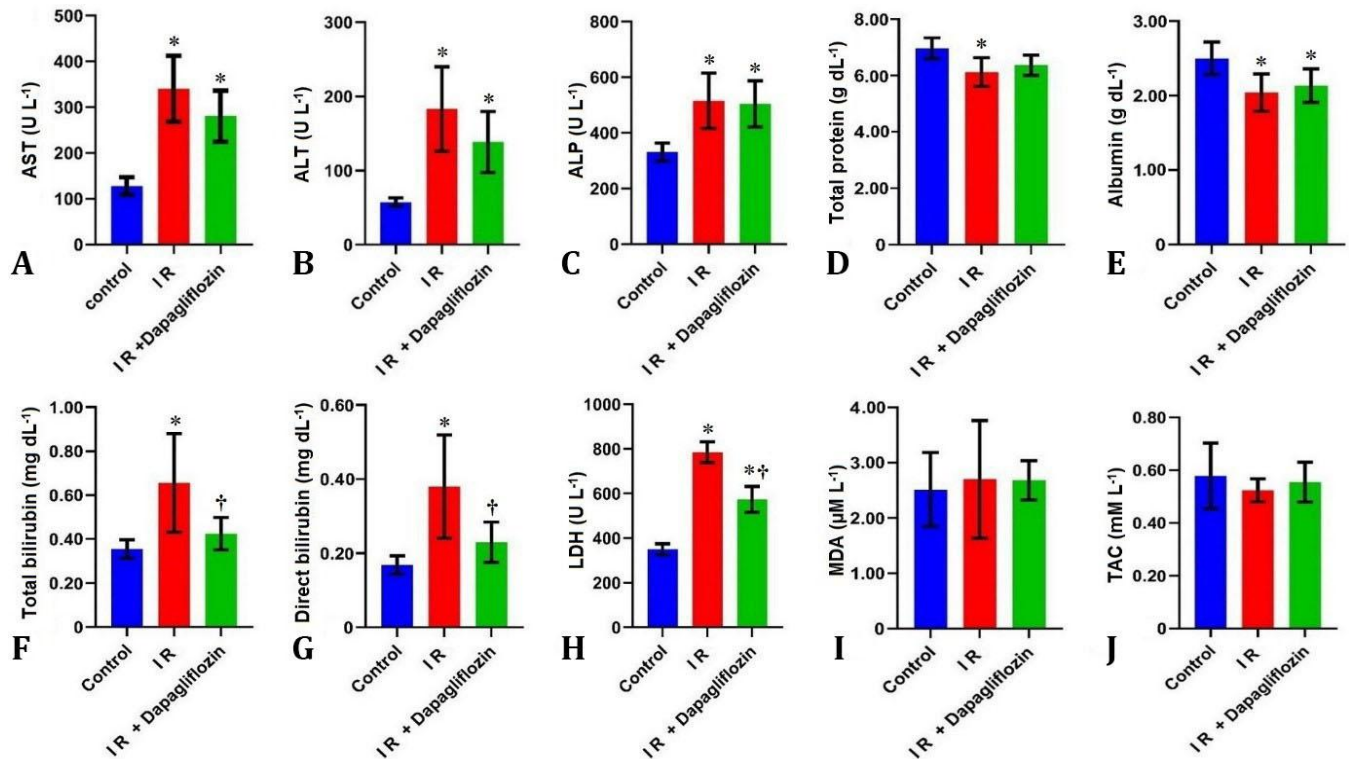 AST (U L-1)
500
400
300
200
100
0
*
*
control
I R
I R +Dapagliflozin
A
ALT (U L-1)
300
200
100
0
*
*
Control
I R
I R + Dapagliflozin
B
ALP (U L-1)
800
600
400
200
0
*
*
Control
I R
I R + Dapagliflozin
C
Total protein (g dL-1)
8.00
6.00
4.00
2.00
0
*
Control
I R
I R + Dapagliflozin
D
Albumin (g dL-1)
3.00
2.00
1.00
0
*
*
Control
I R
I R + Dapagliflozin
E
Total bilirubin (mg dL-1)
1.00
0.80
0.60
0.40
0.20
0
*
†
Control
I R
I R + Dapagliflozin
F
Direct bilirubin (mg dL-1)
0.60
0.40
0.20
0
*
†
Control
I R
I R + Dapagliflozin
G
LDH (U L-1)
1000
800
600
400
200
0
*
*†
Control
I R
I R + Dapagliflozin
H
MDA (µM L-1)
4.00
3.00
2.00
1.00
0
Control
I R
I R + Dapagliflozin
I
TAC (mM L-1)
0.80
0.60
0.40
0.20
0
Control
I R
I R + Dapagliflozin
J